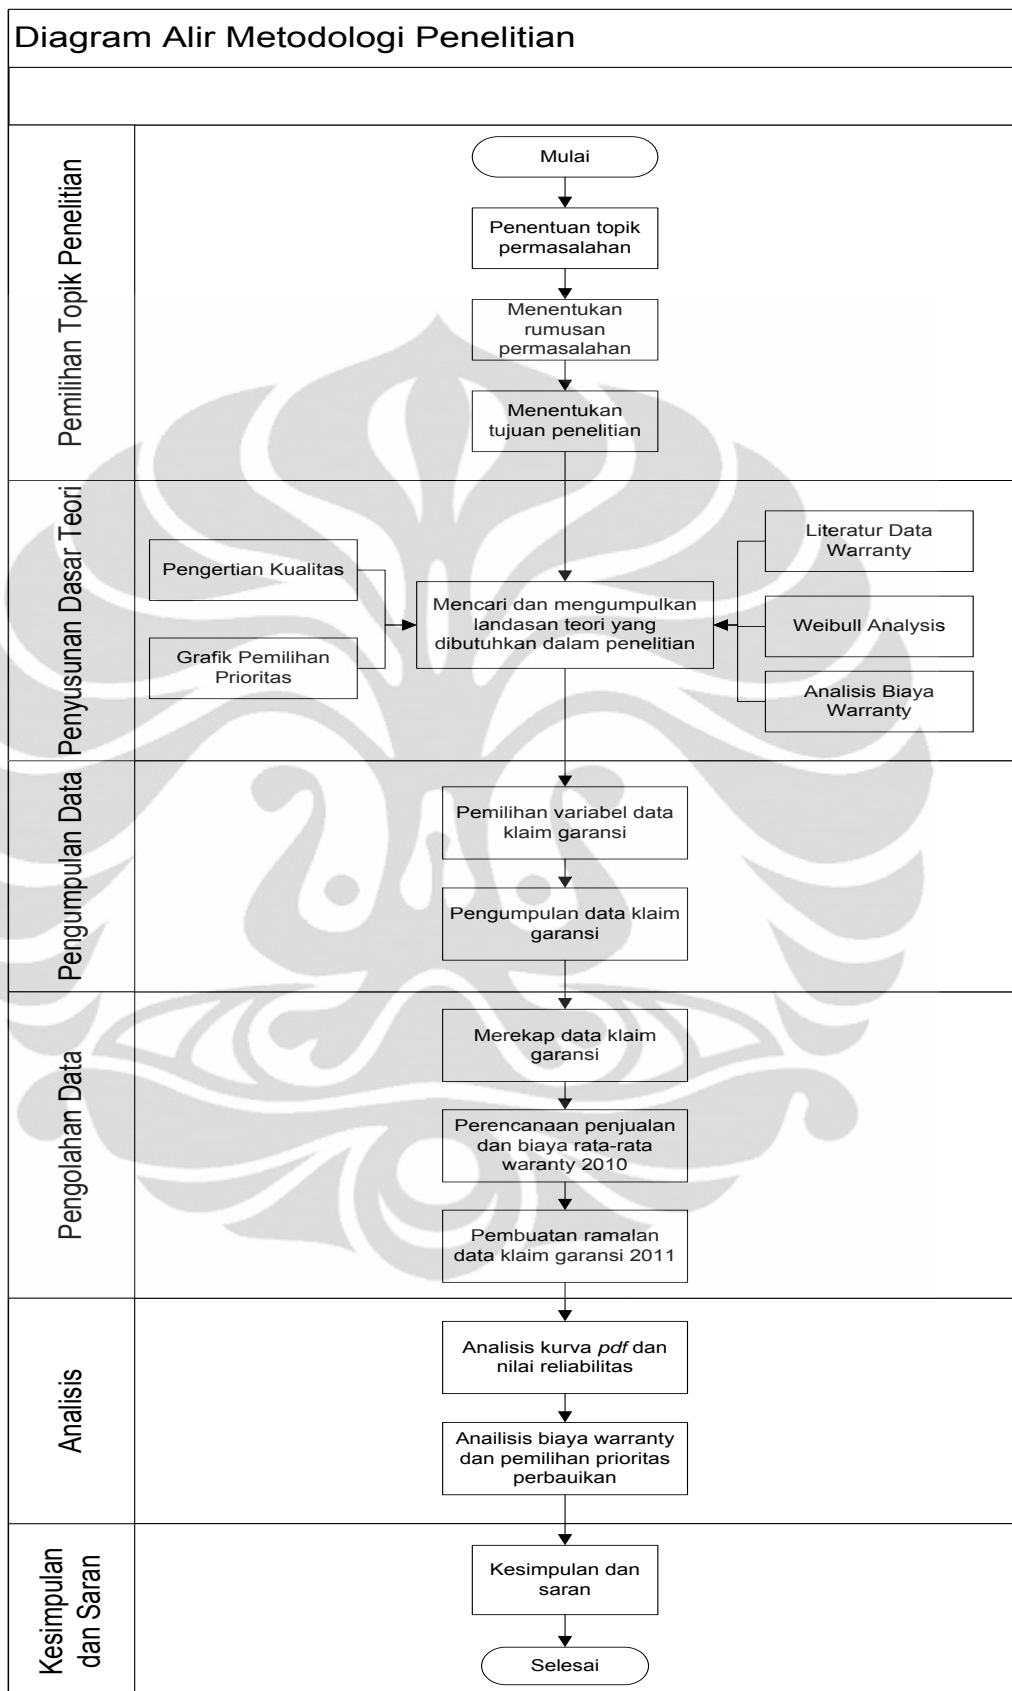 Diagram Alir Metodologi Penelitian
Pemilihan Topik Penelitian
Mulai
Penentuan topik
permasalahan
Menentukan
rumusan
permasalahan
Menentukan
tujuan penelitian
Penyusunan Dasar Teori
Pengertian Kualitas
Grafik Pemilihan
Prioritas
Mencari dan mengumpulkan
landasan teori yang
dibutuhkan dalam penelitian
Literatur Data
Warranty
Weibull Analysis
Analisis Biaya
Warranty
Pengumpulan Data
Pemilihan variabel data
klaim garansi
Pengumpulan data klaim
garansi
Pengolahan Data
Merekap data klaim
garansi
Perencanaan penjualan
dan biaya rata-rata
waranty 2010
Pembuatan ramalan
data klaim garansi 2011
Analisis
Analisis kurva pdf dan
nilai reliabilitas
Anailisis biaya warranty
dan pemilihan prioritas
perbauikan
Kesimpulan
dan Saran
Kesimpulan dan
saran
Selesai